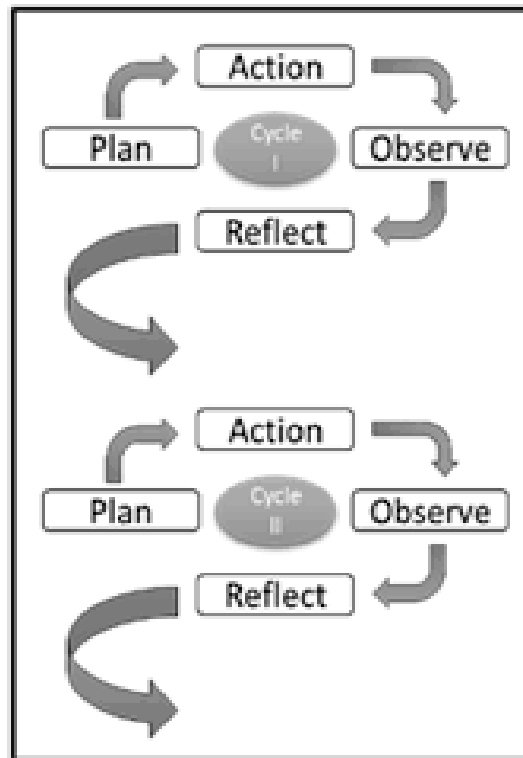 Action
Plan
Cycle
I
Observe
Reflect
Action
Plan
Cycle
II
Observe
Reflect